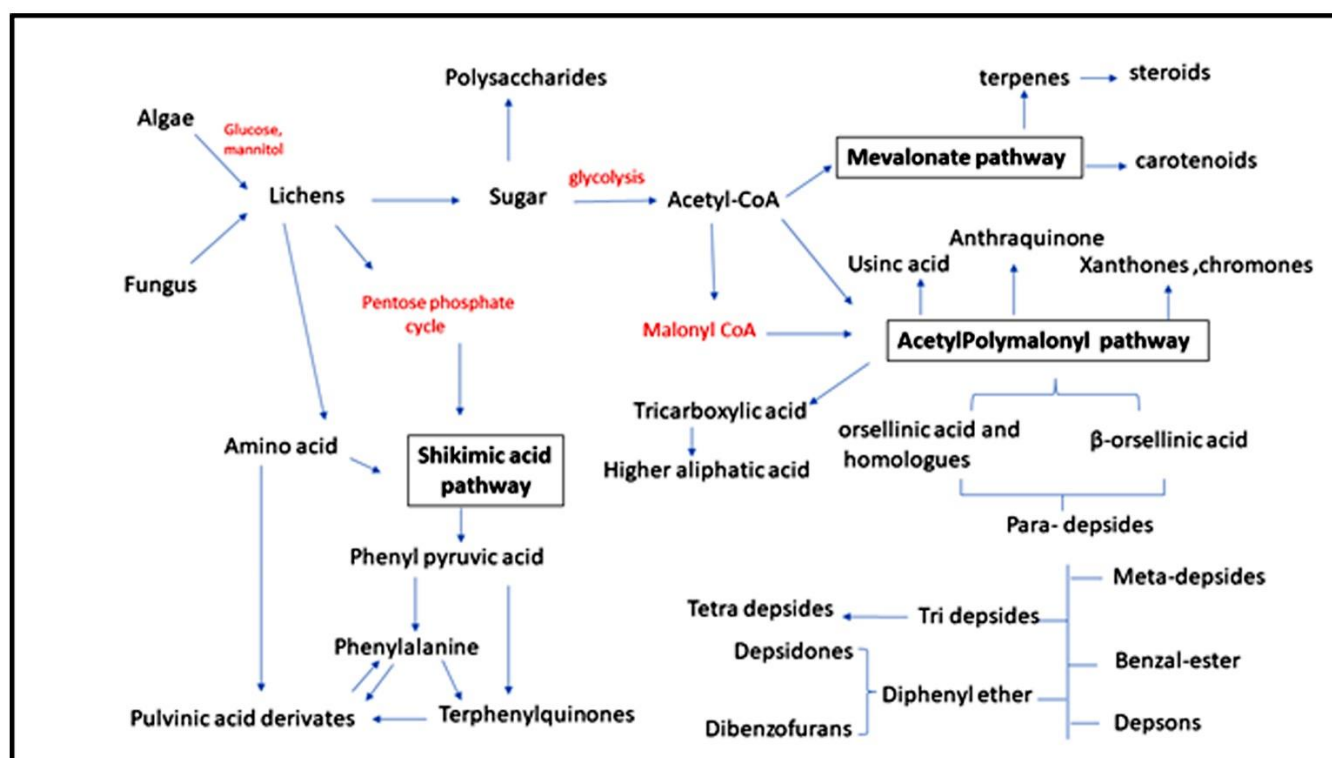 Polysaccharides
terpenes
steroids
Algae
Glucose,
mannitol
Mevalonate pathway
carotenoids
Lichens
Sugar
glycolysis
Acetyl-CoA
Fungus
Anthraquinone
Usinc acid
Xanthones ,chromones
Pentose phosphate
cycle
Malonyl CoA
AcetylPolymalonyl pathway
Tricarboxylic acid
orsellinic acid and
homologues
β-orsellinic acid
Amino acid
Shikimic acid
pathway
Higher aliphatic acid
Para- depsides
Phenyl pyruvic acid
Meta-depsides
Tetra depsides
Tri depsides
Phenylalanine
Depsidones
Benzal-ester
Diphenyl ether
Pulvinic acid derivates
Terphenylquinones
Dibenzofurans
Depsons